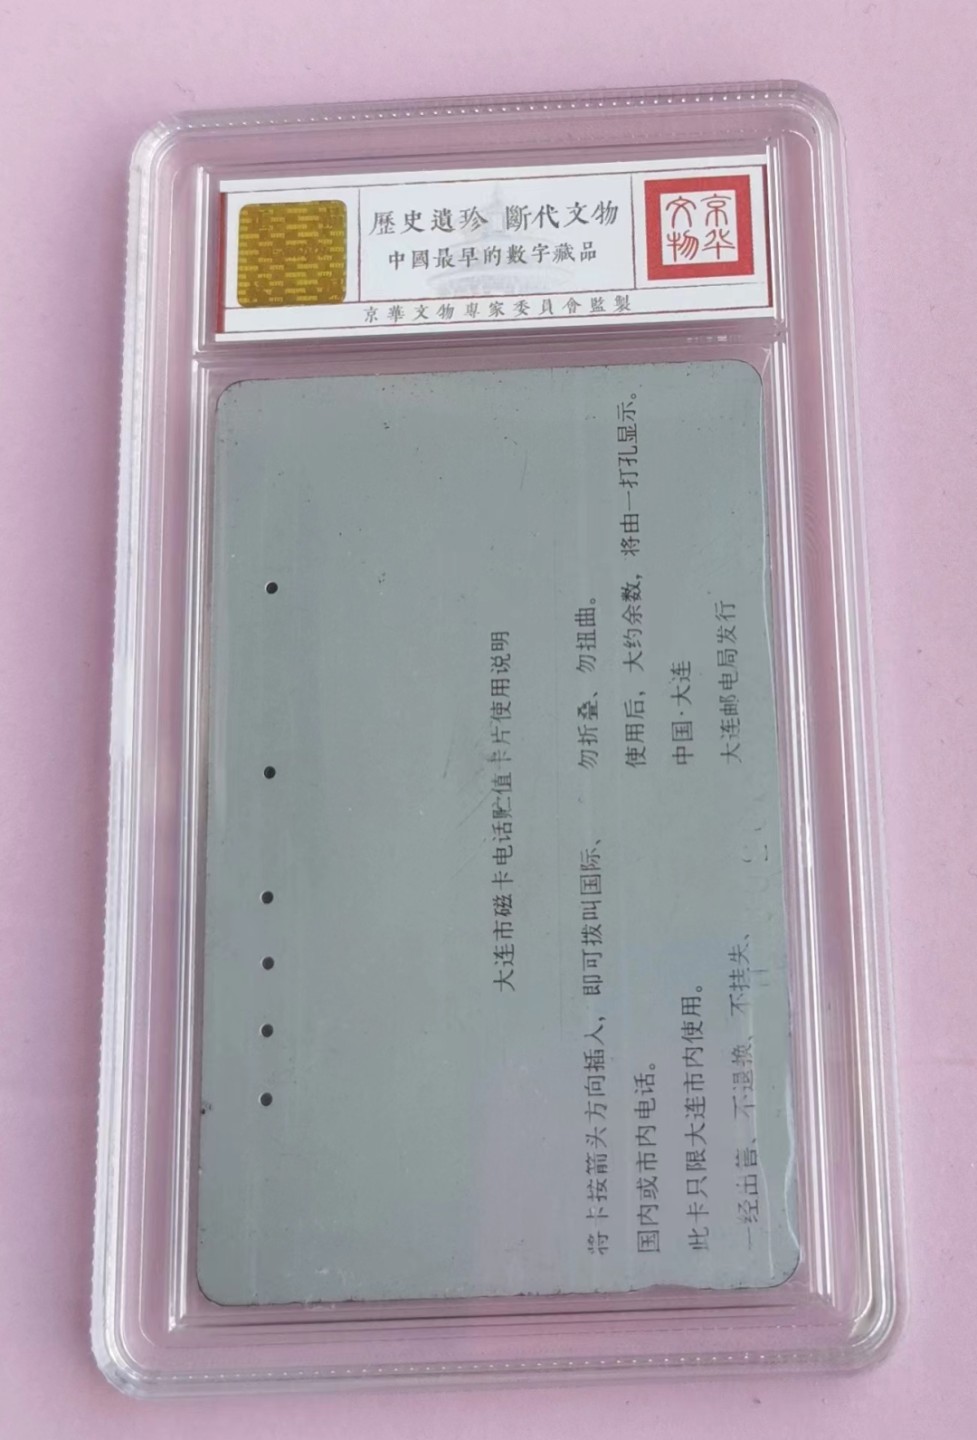 歷史遺珍 斷代文物
中國最早的數字藏品
京華文物專家委員會監製
京华
文物
大连市磁卡电话贮值卡片使用说明
将卡按箭头方向插入，即可拨叫国际、
国内或市内电话。
此卡只限大连市内使用。
一经出售、不退换、不挂失、
勿折叠、勿扭曲。
使用后，大约余数，将由一打孔显示。
中国·大连
大连邮电局发行